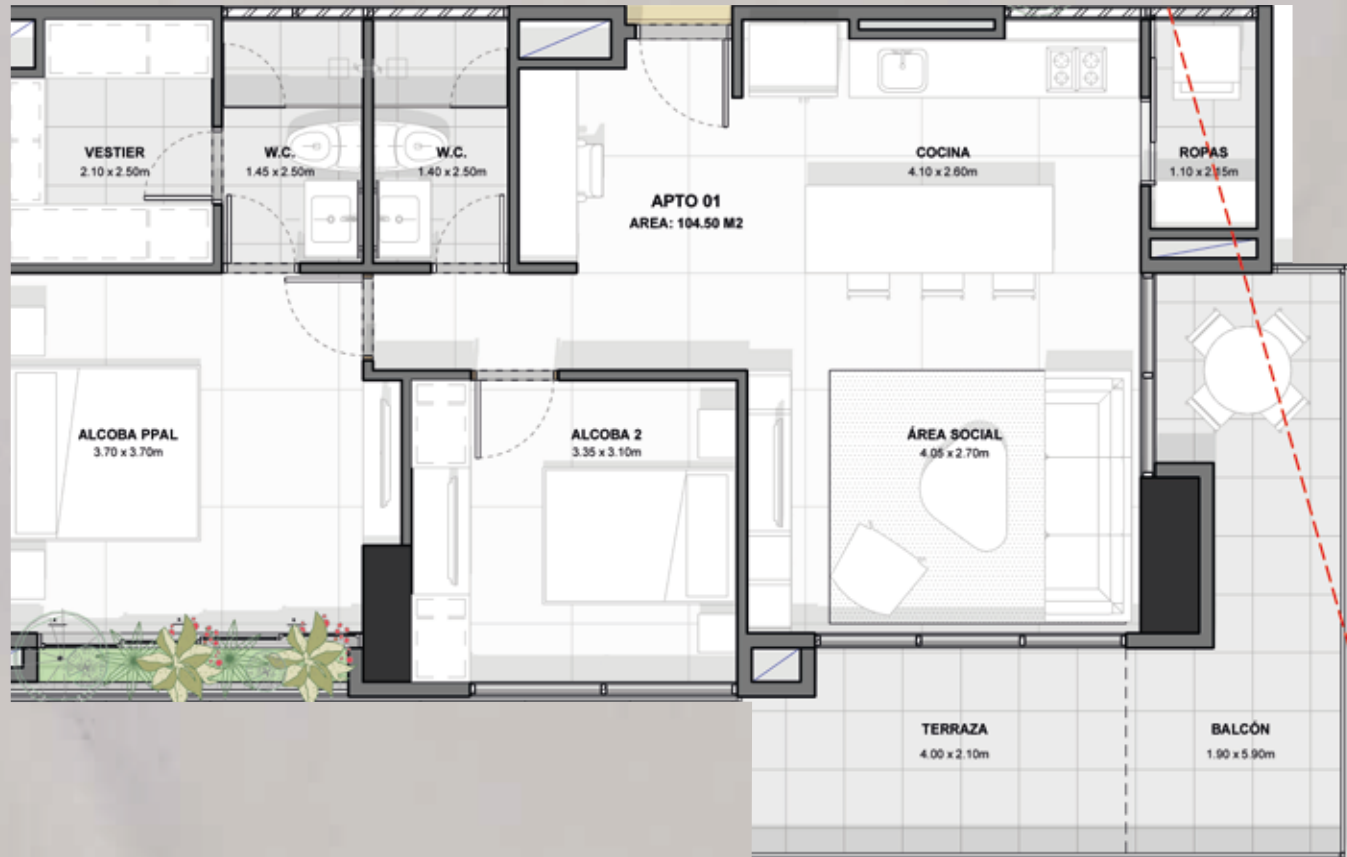 VESTIER
2.10 x 2.50m
W.C.
1.45 x 2.50m
W.C.
1.40 x 2.50m
COCINA
4.10 x 2.60m
ROPAS
1.10 x 2.15m
APTO 01
AREA: 104.50 M2
ALCOBA PPAL
3.70 x 3.70m
ALCOBA 2
3.35 x 3.10m
ÁREA SOCIAL
4.05 x 2.70m
TERRAZA
4.00 x 2.10m
BALCÓN
1.90 x 5.90m